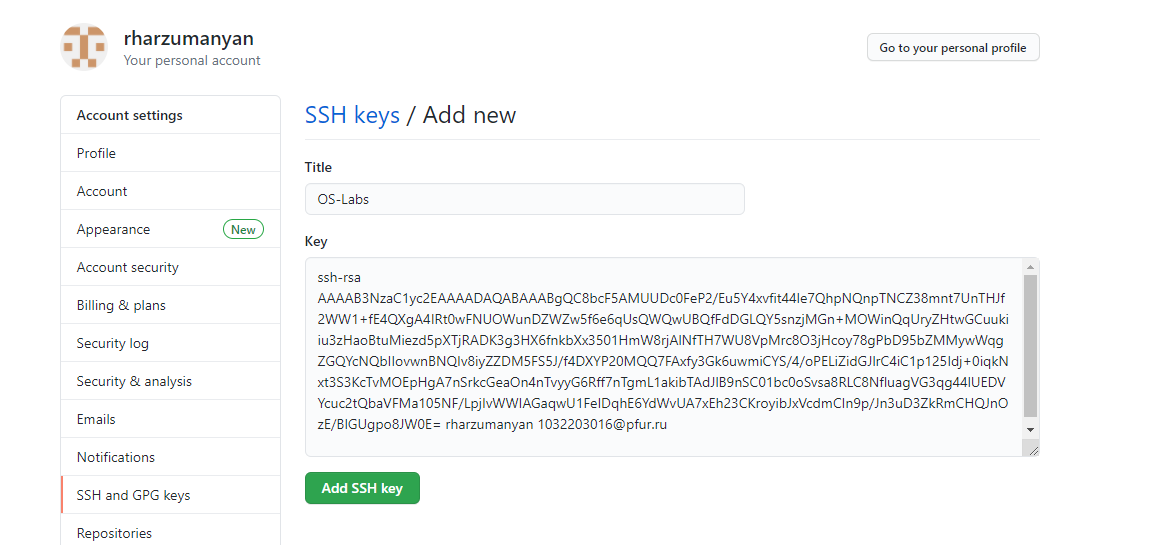 rharzumanyan
Your personal account
Go to your personal profile
Account settings
Profile
Account
Appearance New
Account security
Billing & plans
Security log
Security & analysis
Emails
Notifications
SSH and GPG keys
Repositories
SSH keys / Add new
Title
OS-Labs
Key
ssh-rsa
AAAAB3NzaC1yc2EAAAADAQABAAABgQC8bcF5AMUUDc0FeP2/Eu5Y4xvfit44Ie7QhpNQnpTNCZ38mnt7UnTHJf
2WW1+fE4QXgA4IRt0wFNUOWunDZWZw5f6e6qUsQWQwUBQfFdDGLQY5snzjMGn+MOWinQqUryZHtwGCuuki
iu3zHaoBtuMiezd5pXTjRADK3g3HX6fnkbXx3501HmW8rjAlNfTH7WU8VpMrc8O3jHcoy78gPbD95bZMMywWqg
ZGQYcNQbIIovwnBNQIv8iyZZDM5FS5J/f4DXYP20MQQ7FAxfy3Gk6uwmiCYS/4/oPELiZidGJIrC4iC1p125Idj+0iqkN
xt3S3KcTvMOEpHgA7nSrkcGeaOn4nTvyyG6Rff7nTgmL1akibTAdJIB9nSC01bc0oSvsa8RLC8NfluagVG3qg44IUEDV
Ycuc2tQbaVFMa105NF/LpjIvWWIAGaqwU1FeIDqhE6YdWvUA7xEh23CKroyibJxVcdmCIn9p/Jn3uD3ZkRmCHQJnO
zE/BIGUgpo8JW0E= rharzumanyan 1032203016@pfur.ru
Add SSH key